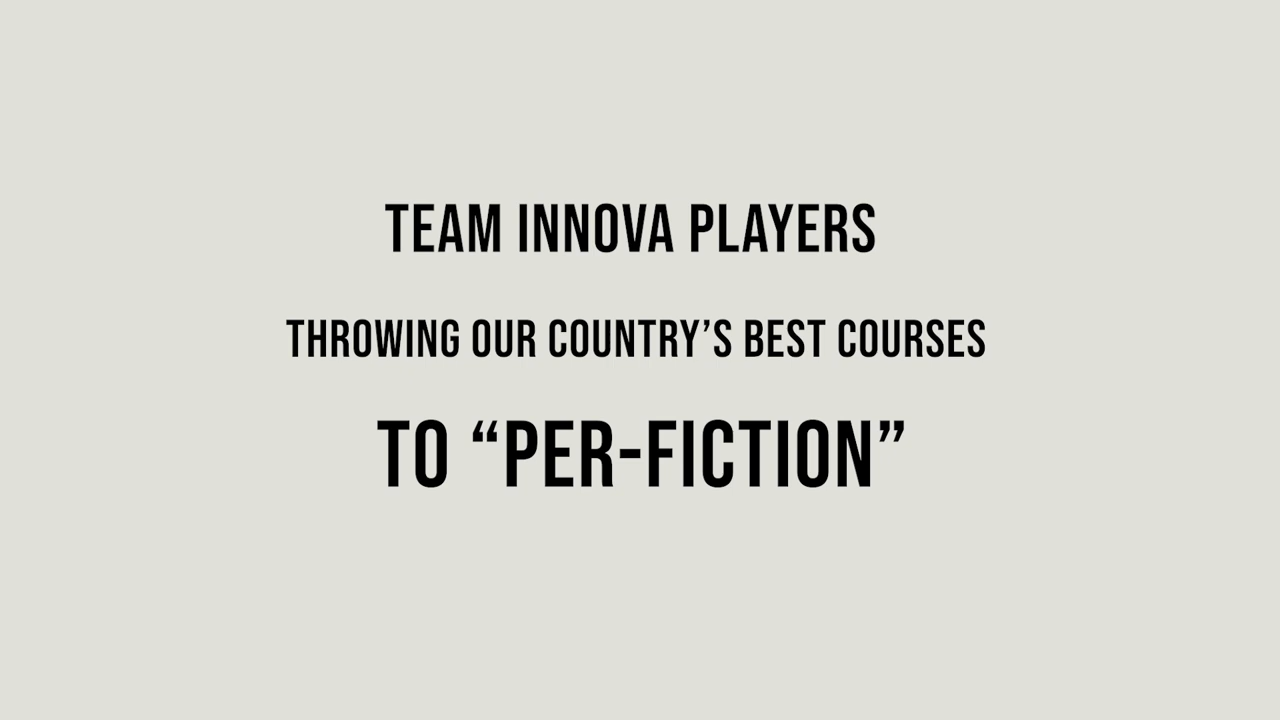 TEAM INNOVA PLAYERS
THROWING OUR COUNTRY’S BEST COURSES
TO “PER-FICTION”